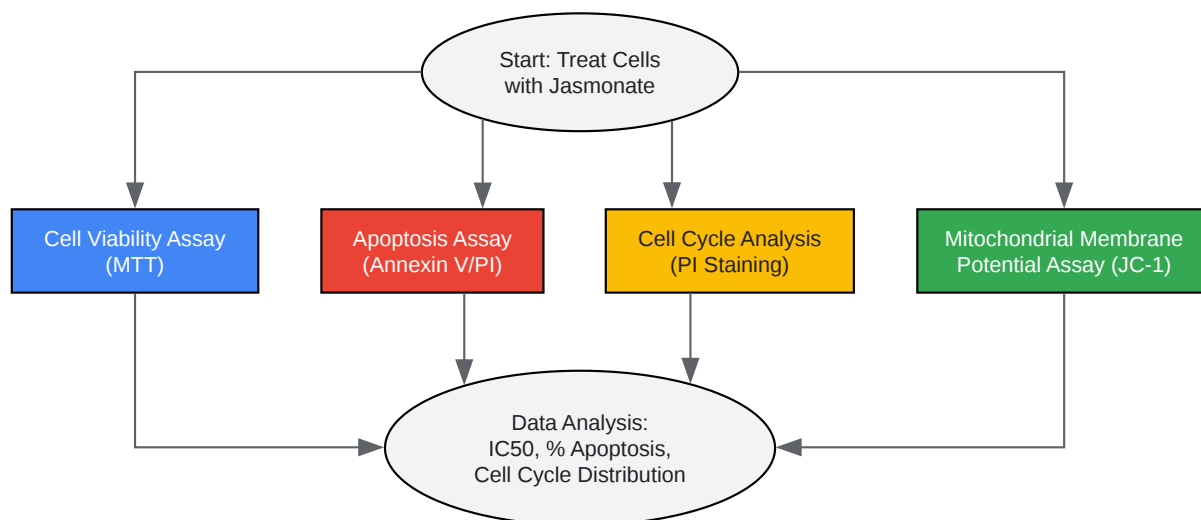 Start: Treat Cells
with Jasmonate
Cell Viability Assay
(MTT)
Apoptosis Assay
(Annexin V/PI)
Cell Cycle Analysis
(PI Staining)
Mitochondrial Membrane
Potential Assay (JC-1)
Data Analysis:
IC50, % Apoptosis,
Cell Cycle Distribution